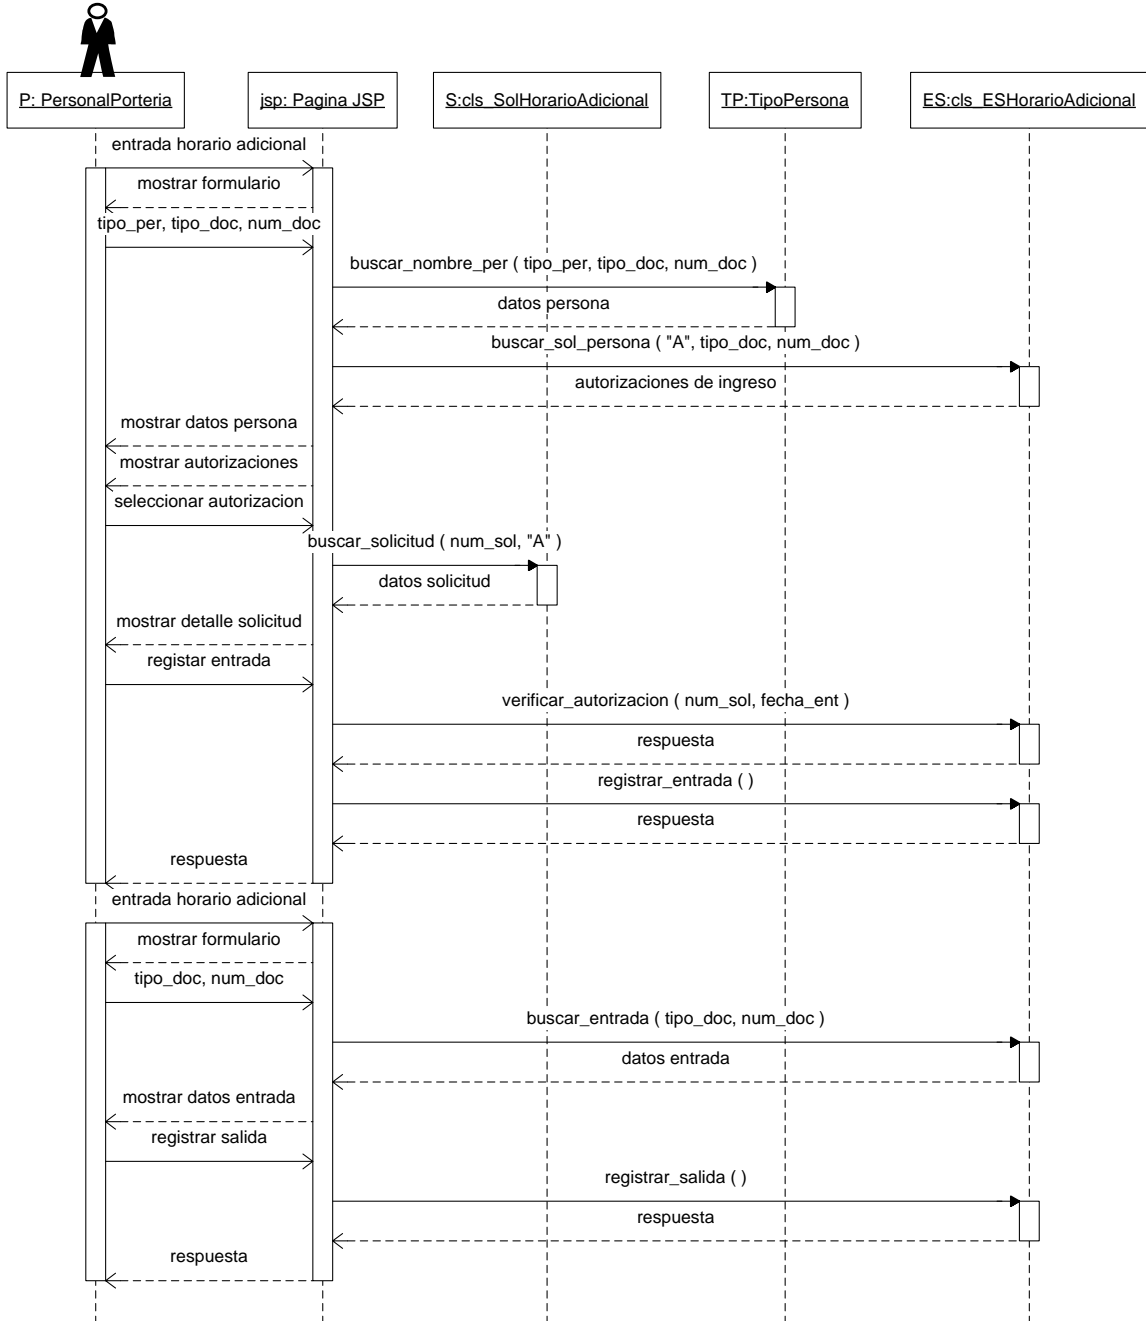 P: PersonalPorteria
jsp: Pagina JSP
S:cls_SolHorarioAdicional
TP:TipoPersona
ES:cls_ESHorarioAdicional
entrada horario adicional
mostrar formulario
tipo_per, tipo_doc, num_doc
buscar_nombre_per ( tipo_per, tipo_doc, num_doc )
datos persona
buscar_sol_persona ( "A", tipo_doc, num_doc )
autorizaciones de ingreso
mostrar datos persona
mostrar autorizaciones
seleccionar autorizacion
buscar_solicitud ( num_sol, "A" )
datos solicitud
mostrar detalle solicitud
registar entrada
verificar_autorizacion ( num_sol, fecha_ent )
respuesta
registrar_entrada ( )
respuesta
respuesta
entrada horario adicional
mostrar formulario
tipo_doc, num_doc
buscar_entrada ( tipo_doc, num_doc )
datos entrada
mostrar datos entrada
registrar salida
registrar_salida ( )
respuesta
respuesta